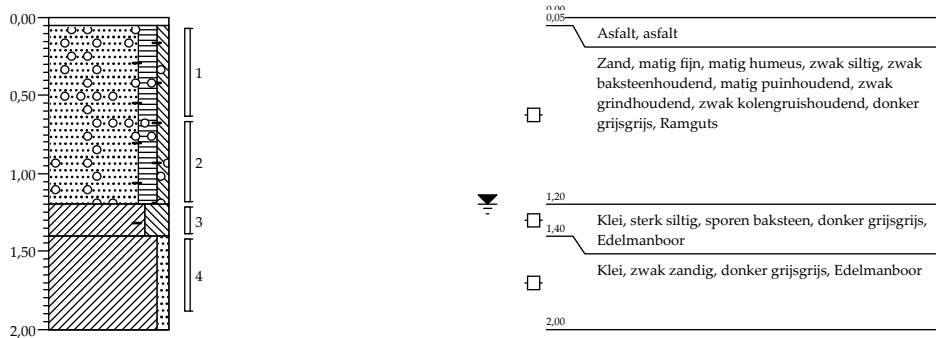 0,00
0,50
1,00
1,50
2,00
1
2
3
4
0,00
0,05
Asfalt, asfalt
Zand, matig fijn, matig humeus, zwak siltig, zwak
baksteenhoudend, matig puinhoudend, zwak
grindhoudend, zwak kolengruishoudend, donker
grijsgrijs, Ramguts
1,20
Klei, sterk siltig, sporen baksteen, donker grijsgrijs,
Edelmanboor
1,40
Klei, zwak zandig, donker grijsgrijs, Edelmanboor
2,00